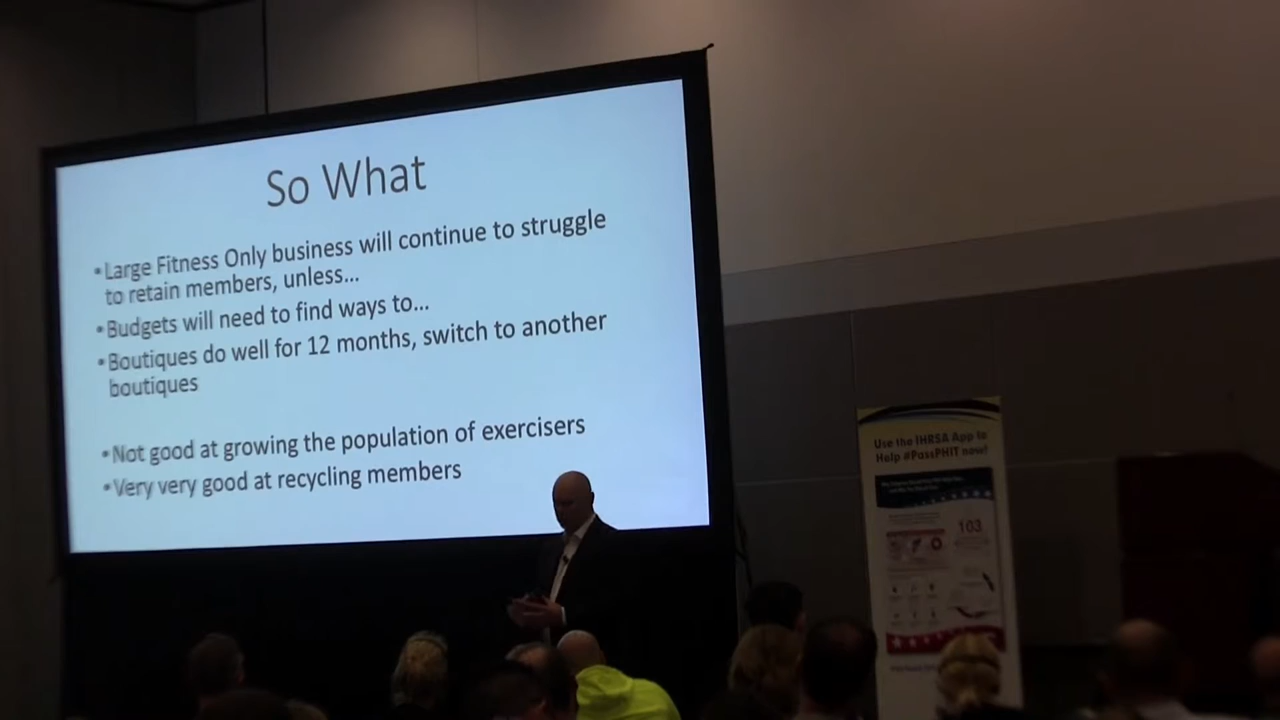 So What
• Large Fitness Only business will continue to struggle
to retain members, unless...
• Budgets will need to find ways to...
• Boutiques do well for 12 months, switch to another
boutiques
• Not good at growing the population of exercisers
• Very very good at recycling members
Use the IHRSA App to
Help #PassPHIT now!
103